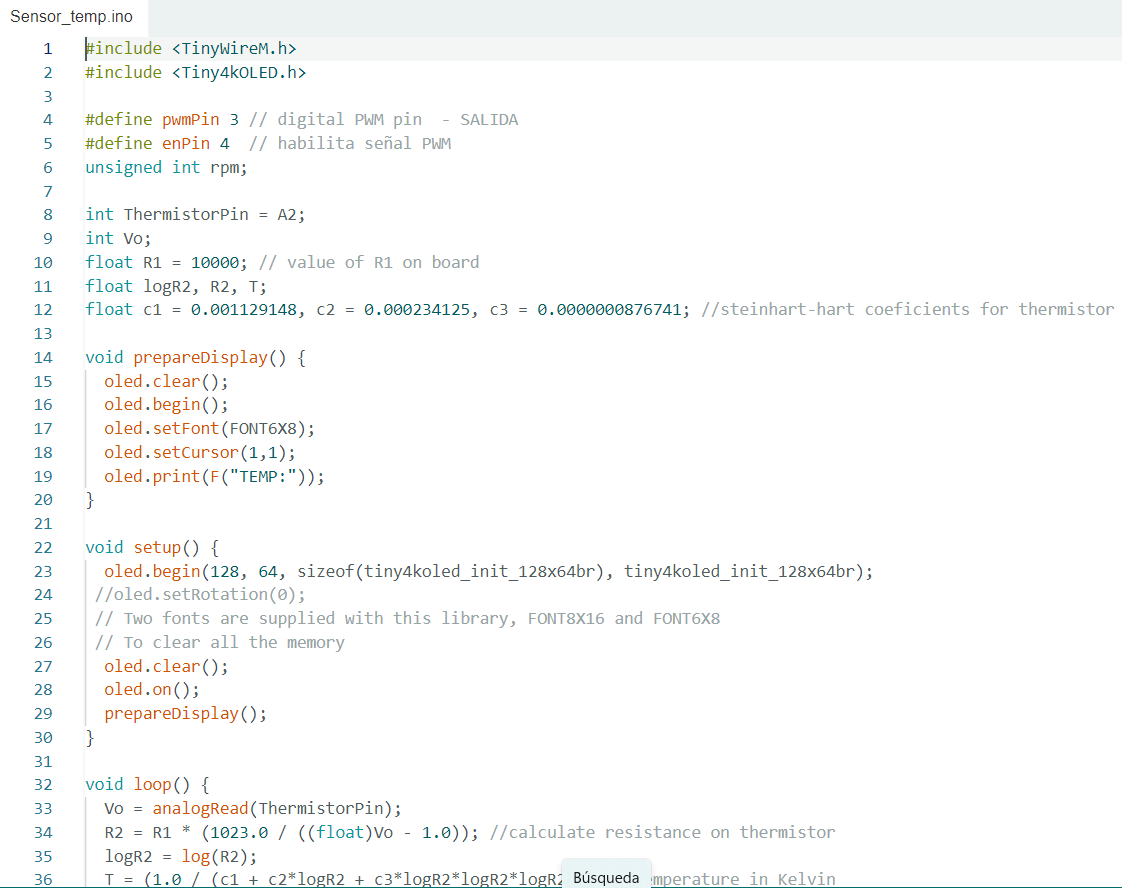 Sensor_temp.ino
1 #include <TinyWireM.h>
2 #include <Tiny4kOLED.h>
3
4 #define pwmPin 3 // digital PWM pin  - SALIDA
5 #define enPin 4  // habilita señal PWM
6 unsigned int rpm;
7
8 int ThermistorPin = A2;
9 int Vo;
10 float R1 = 10000; // value of R1 on board
11 float logR2, R2, T;
12 float c1 = 0.001129148, c2 = 0.000234125, c3 = 0.0000000876741; //steinhart-hart coeficients for thermistor
13
14 void prepareDisplay() {
15   oled.clear();
16   oled.begin();
17   oled.setFont(FONT6X8);
18   oled.setCursor(1,1);
19   oled.print(F("TEMP:"));
20 }
21
22 void setup() {
23   oled.begin(128, 64, sizeof(tiny4koled_init_128x64br), tiny4koled_init_128x64br);
24  //oled.setRotation(0);
25  // Two fonts are supplied with this library, FONT8X16 and FONT6X8
26  // To clear all the memory
27   oled.clear();
28   oled.on();
29   prepareDisplay();
30 }
31
32 void loop() {
33   Vo = analogRead(ThermistorPin);
34   R2 = R1 * (1023.0 / ((float)Vo - 1.0)); //calculate resistance on thermistor
35   logR2 = log(R2);
36   T = (1.0 / (c1 + c2*logR2 + c3*logR2*logR2*logR2 mperature in Kelvin
Búsqueda